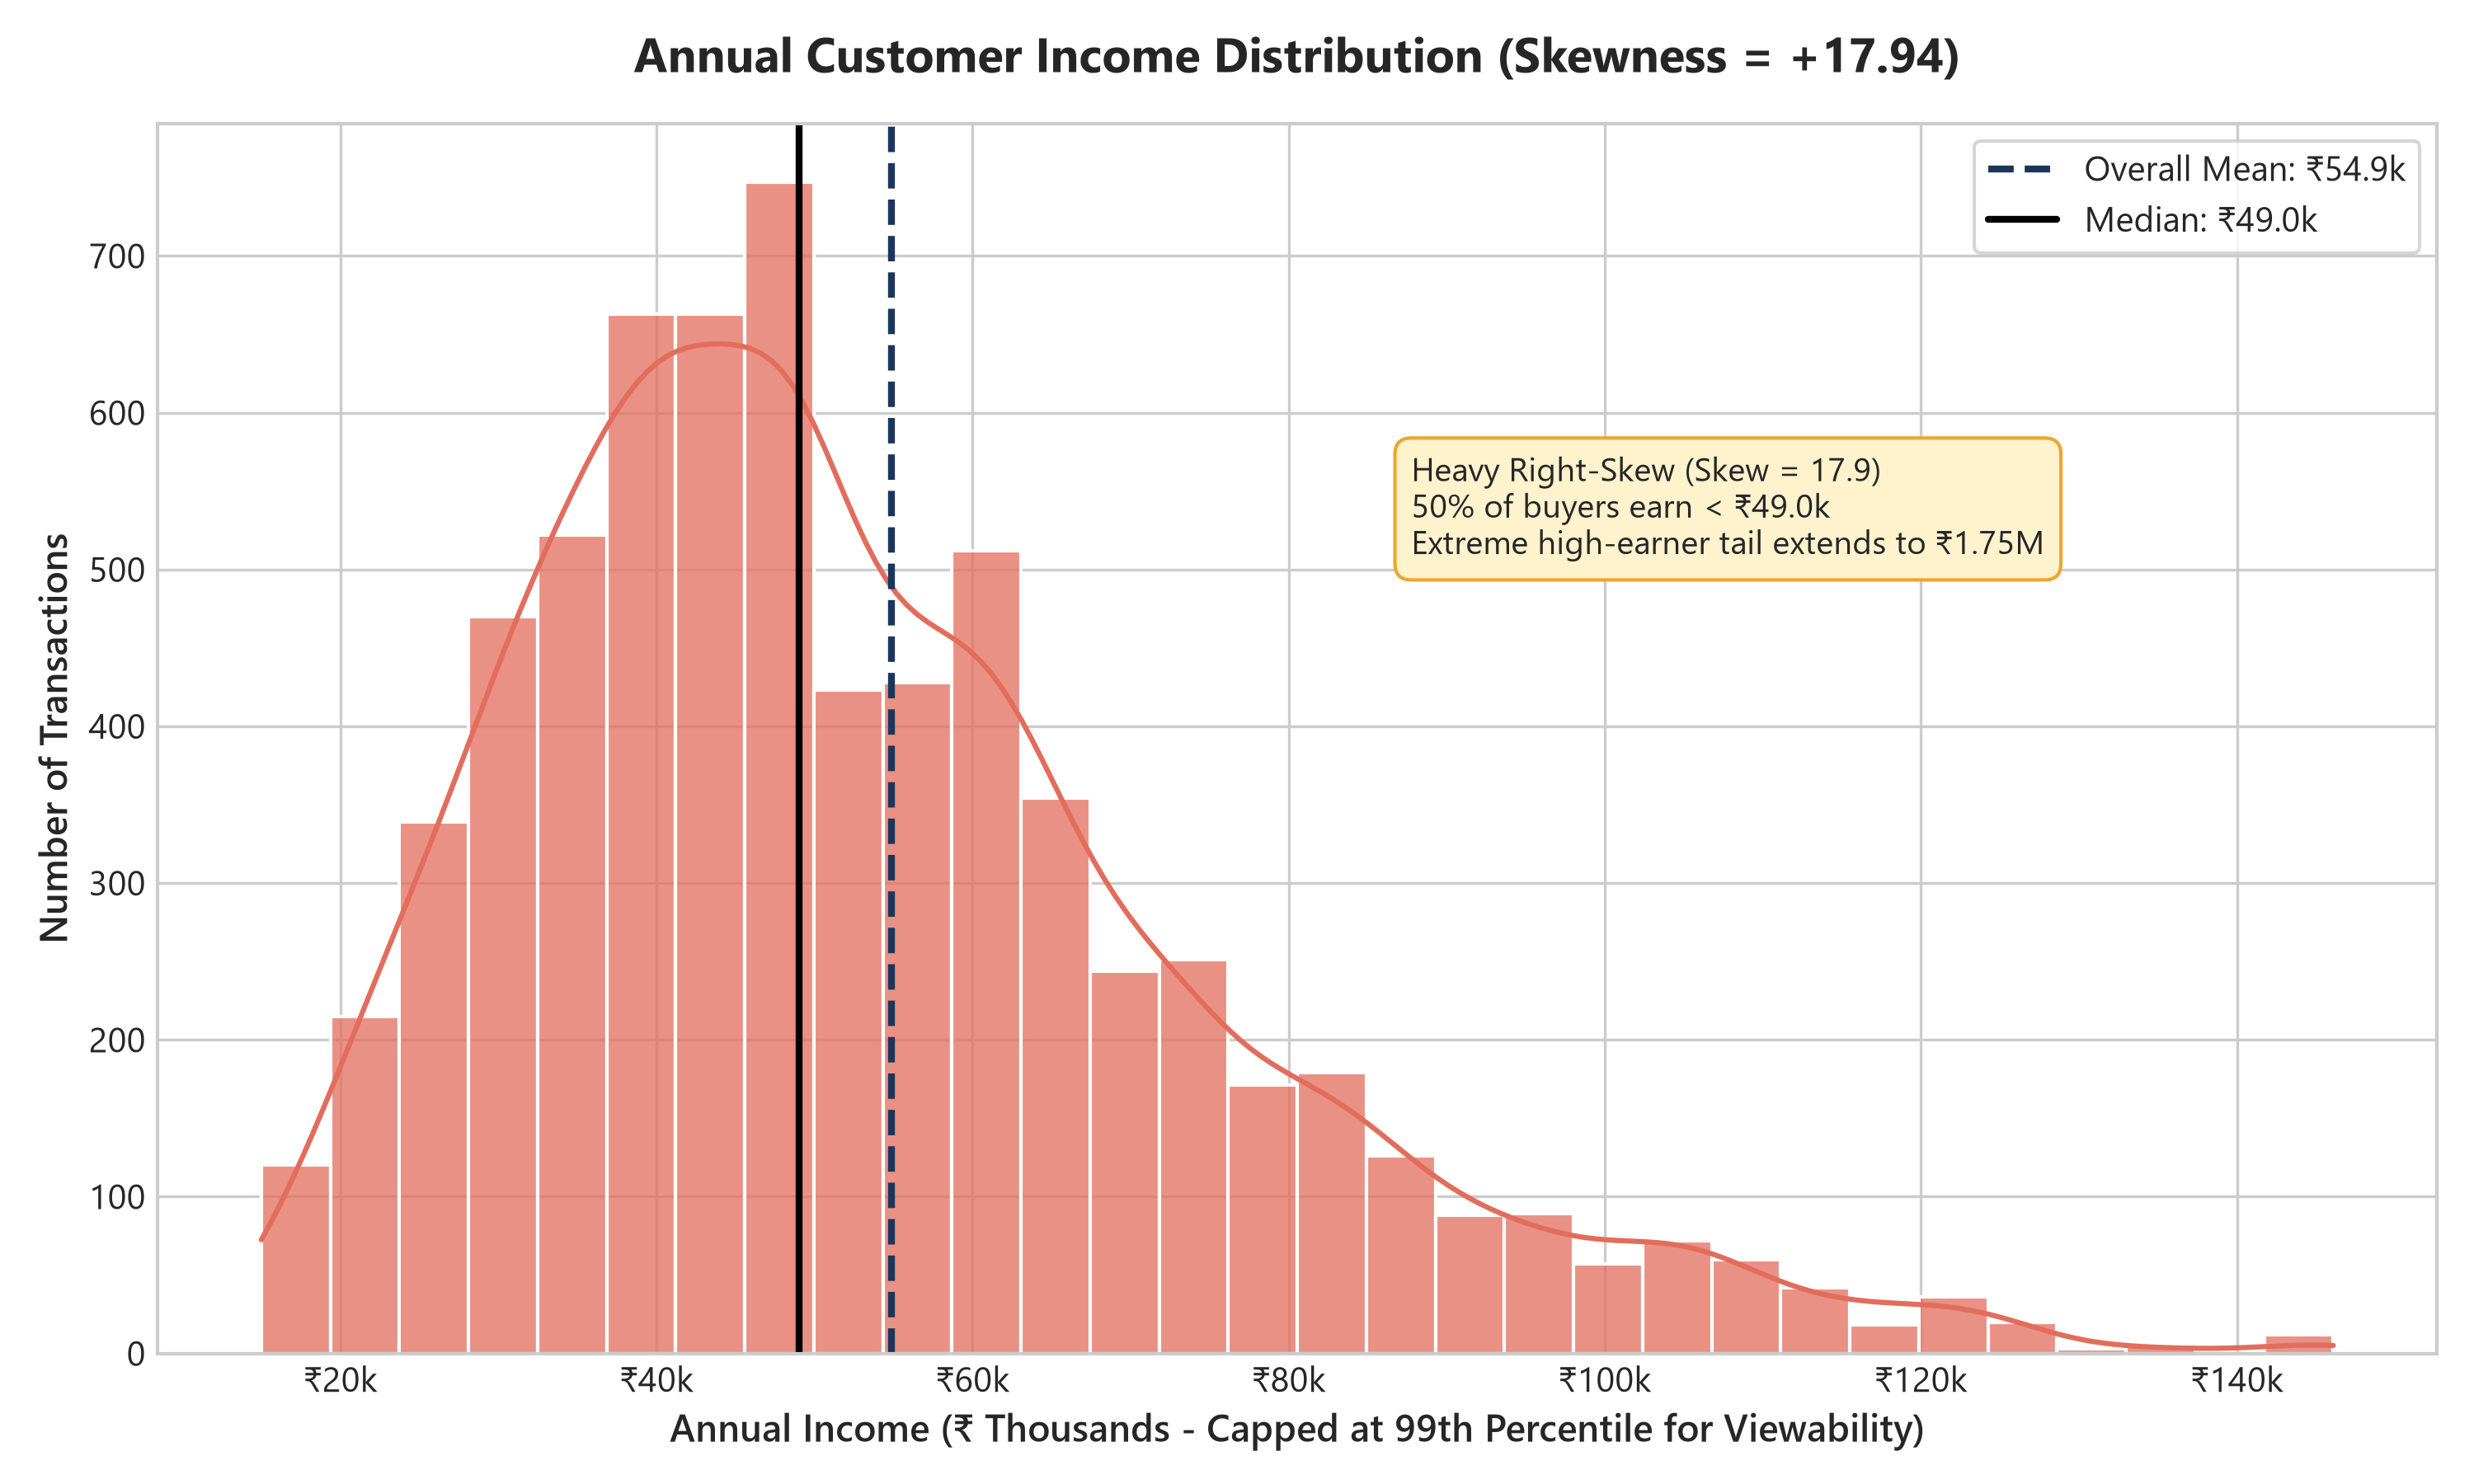 Annual Customer Income Distribution (Skewness = +17.94)
Overall Mean: ₹54.9k
Median: ₹49.0k
Heavy Right-Skew (Skew = 17.9)
50% of buyers earn < ₹49.0k
Extreme high-earner tail extends to ₹1.75M
Number of Transactions
700
600
500
400
300
200
100
0
₹20k ₹40k ₹60k ₹80k ₹100k ₹120k ₹140k
Annual Income (₹ Thousands - Capped at 99th Percentile for Viewability)